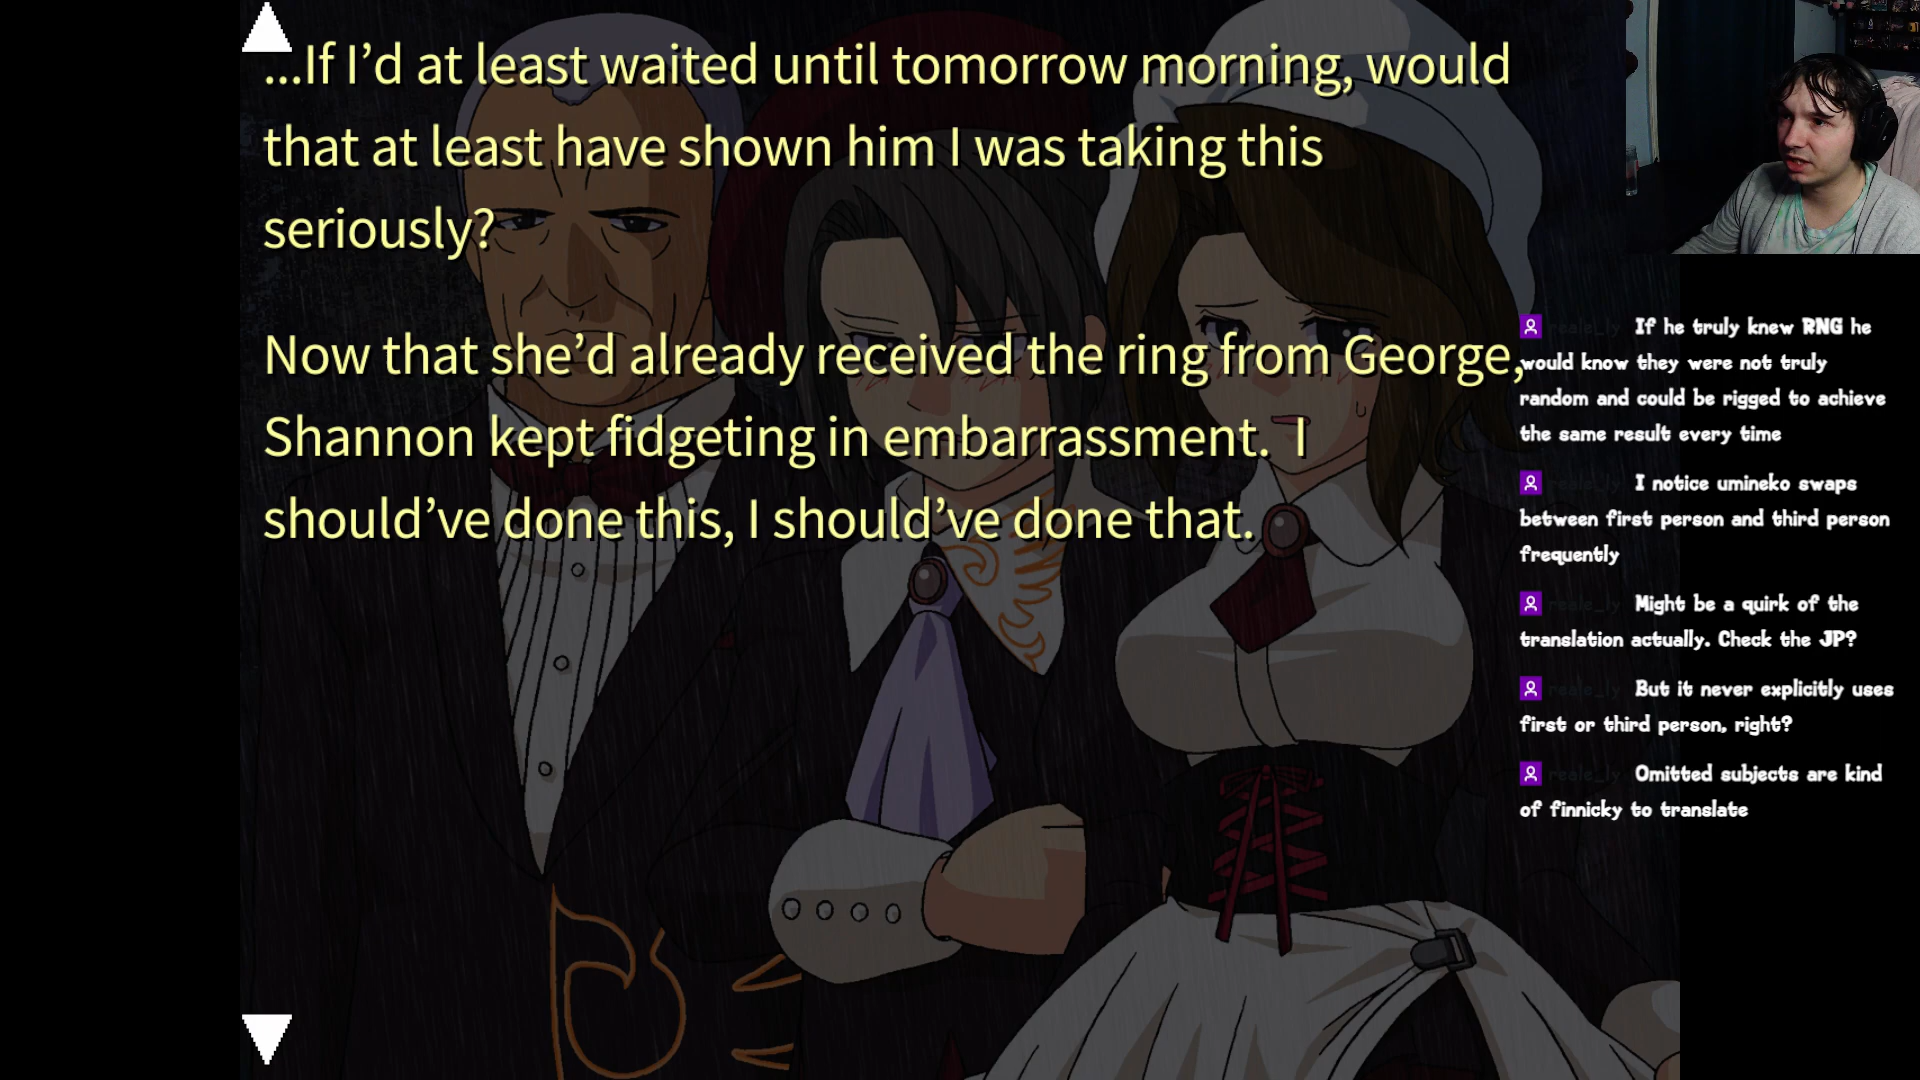 ...If I’d at least waited until tomorrow morning, would
that at least have shown him I was taking this
seriously?
Now that she’d already received the ring from George,
Shannon kept fidgeting in embarrassment.  I
should’ve done this, I should’ve done that.
reale_ly If he truly knew RNG he
would know they were not truly
random and could be rigged to achieve
the same result every time
reale_ly I notice umineko swaps
between first person and third person
frequently
reale_ly Might be a quirk of the
translation actually. Check the JP?
reale_ly But it never explicitly uses
first or third person, right?
reale_ly Omitted subjects are kind
of finnicky to translate